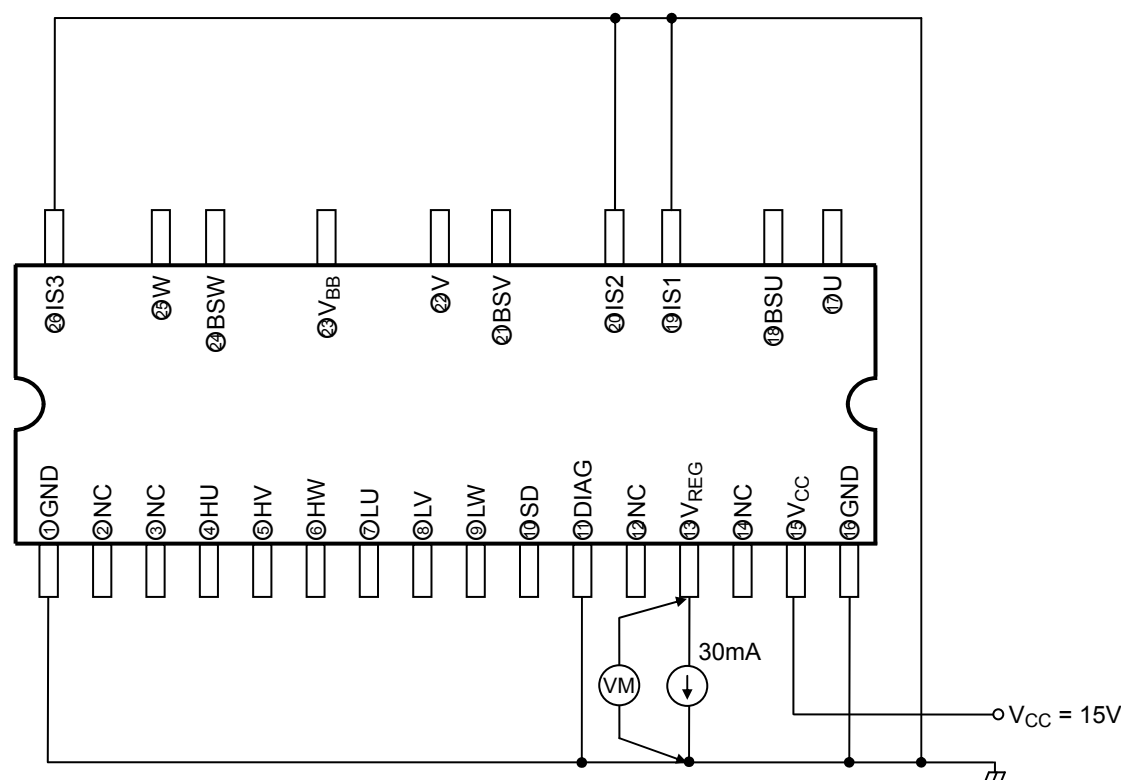 ㉖IS3
㉕W
㉔BSW
㉓VBB
㉒V
㉑BSV
⑳IS2
⑲IS1
⑱BSU
⑰U
①GND
②NC
③NC
④HU
⑤HV
⑥HW
⑦LU
⑧LV
⑨LW
⑩SD
⑪DIAG
⑫NC
⑬VREG
⑭NC
⑮VCC
⑯GND
VM
30mA
VCC = 15V